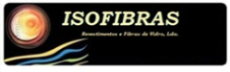 ISOFIBRAS
Revestimentos e Fibras de Vidro, Lda.